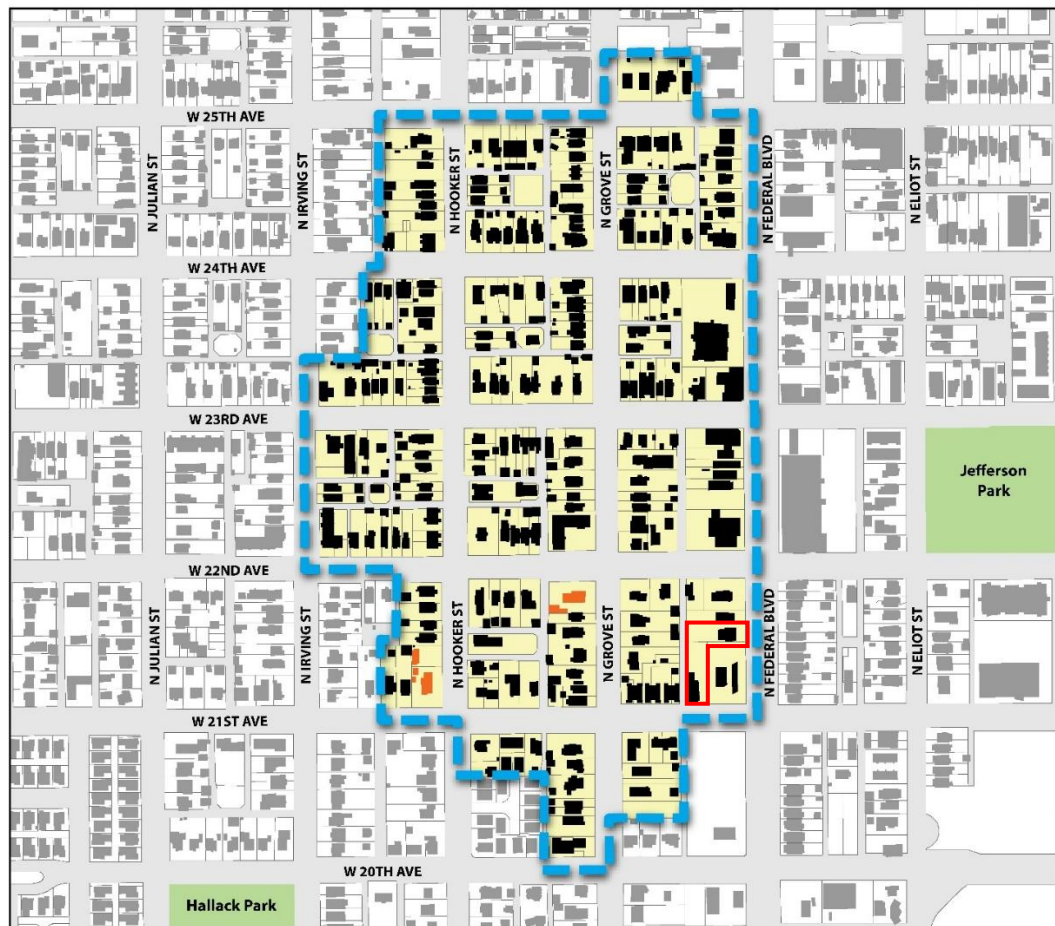 W 25TH AVE
N JULIAN ST
N IRVING ST
N HOOKER ST
N GROVE ST
N FEDERAL BLVD
N ELIOT ST
W 24TH AVE
W 23RD AVE
Jefferson
Park
W 22ND AVE
N JULIAN ST
N IRVING ST
N HOOKER ST
N GROVE ST
N FEDERAL BLVD
N ELIOT ST
W 21ST AVE
W 20TH AVE
Hallack Park